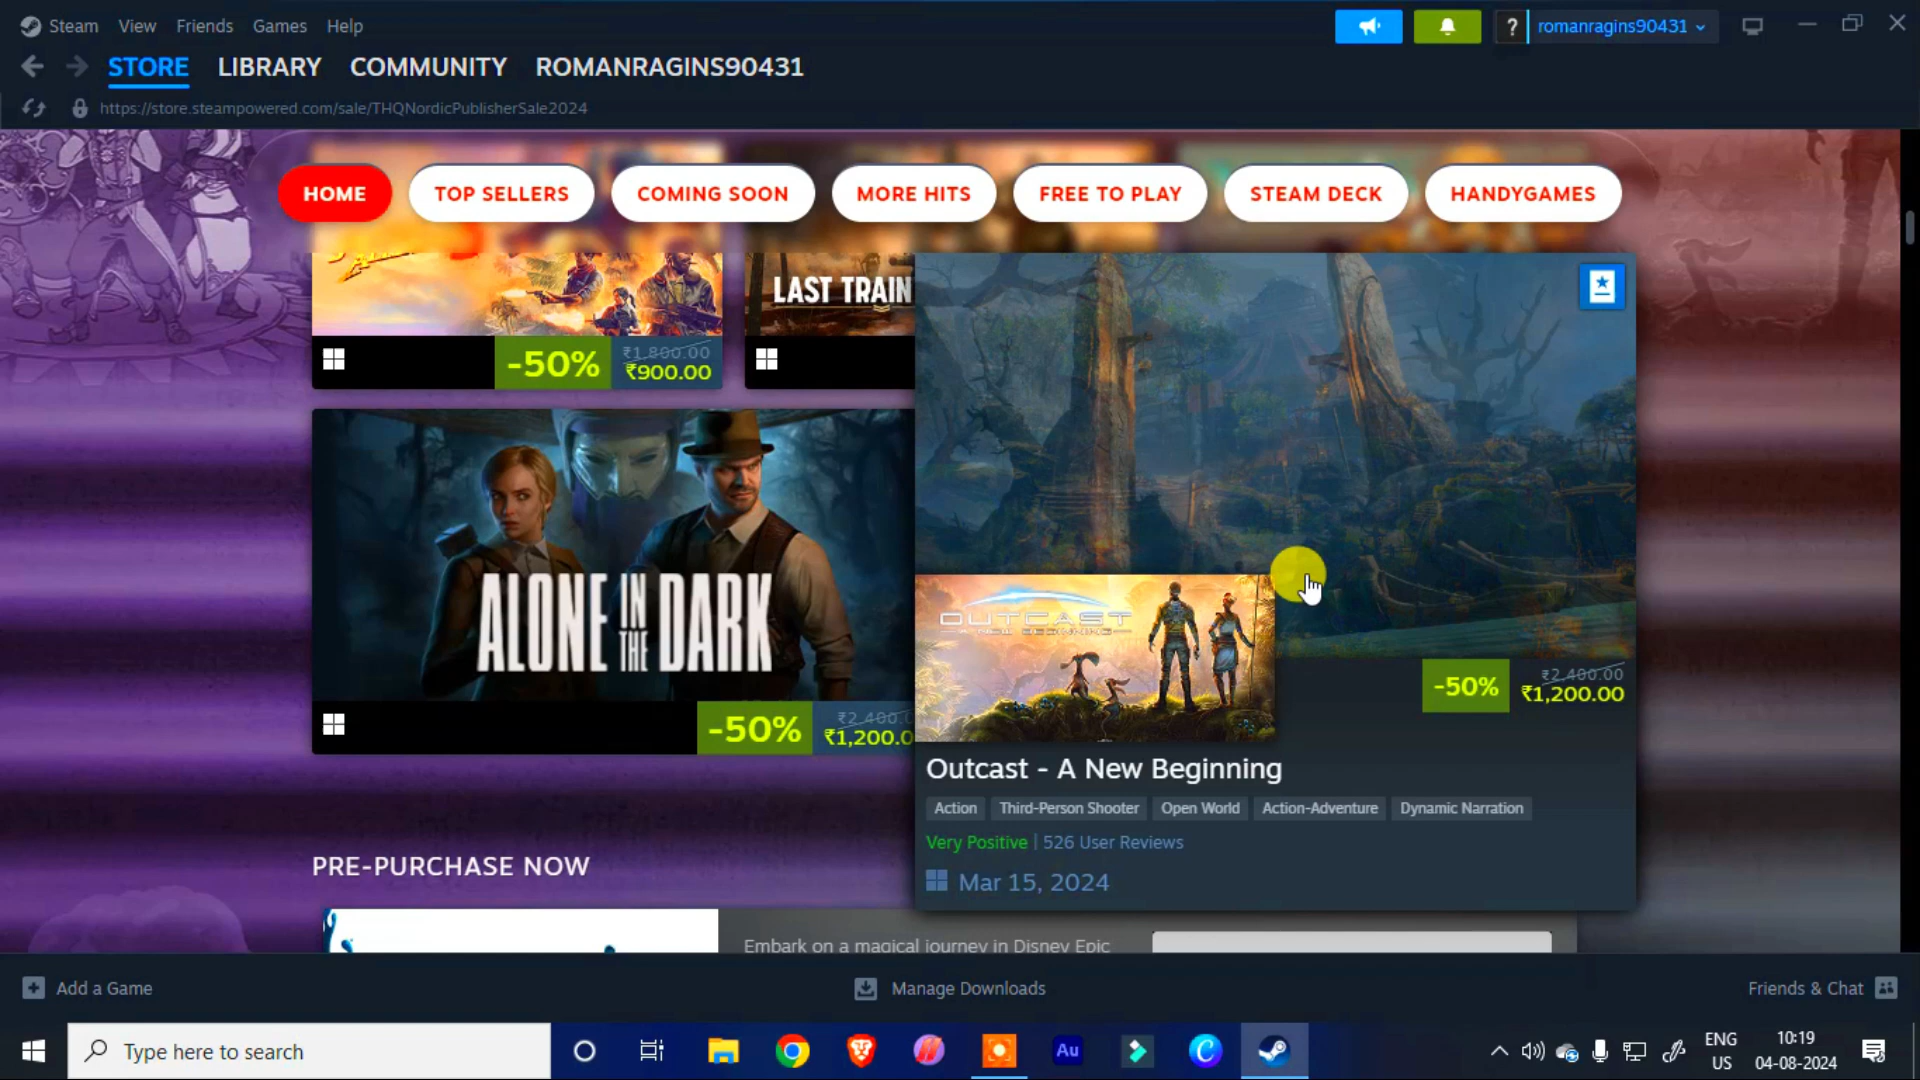 Steam View Friends Games Help
? romanragins90431
STORE LIBRARY COMMUNITY ROMANRAGINS90431
https://store.steampowered.com/sale/THQNordicPublisherSale2024
HOME TOP SELLERS COMING SOON MORE HITS FREE TO PLAY STEAM DECK HANDYGAMES
LAST TRAIN
-50% ₹1,800.00
₹900.00
ALONE IN THE DARK
-50% ₹2,400.0
₹1,200.0
OUTCAST
A NEW BEGINNING
-50% ₹2,400.00
₹1,200.00
Outcast - A New Beginning
Action Third-Person Shooter Open World Action-Adventure Dynamic Narration
Very Positive | 526 User Reviews
Mar 15, 2024
PRE-PURCHASE NOW
Embark on a magical journey in Disney Epic
Add a Game Manage Downloads Friends & Chat
Type here to search
Au
C
ENG
US
10:19
04-08-2024